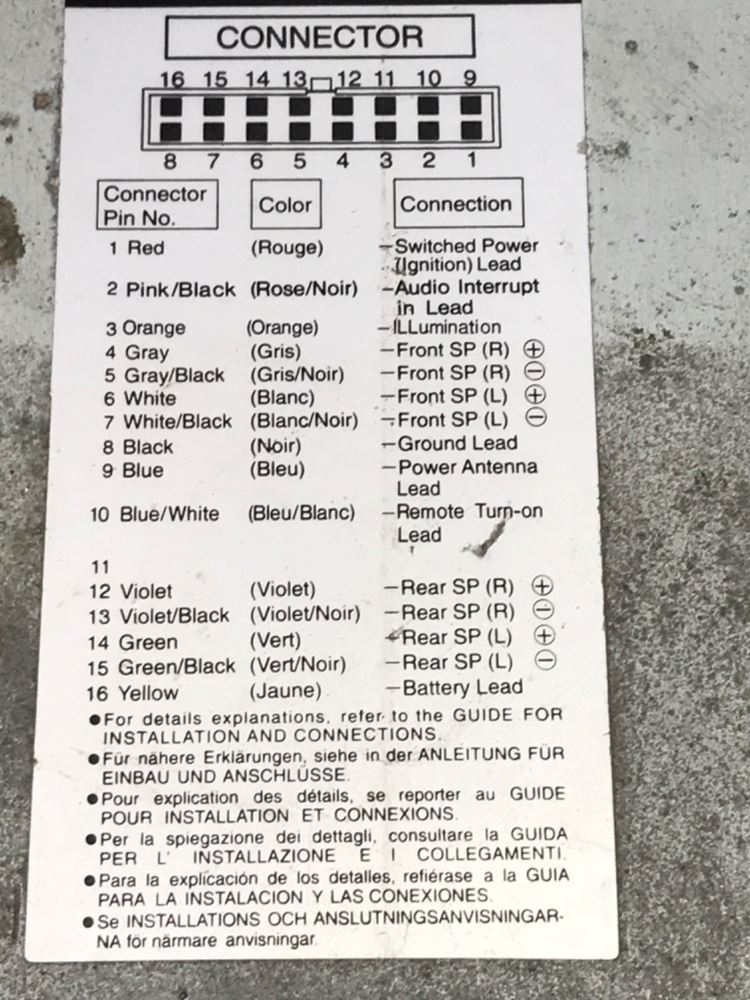 CONNECTOR
16 15 14 13 12 11 10 9
8 7 6 5 4 3 2 1
Connector Pin No. Color Connection
1 Red (Rouge) –Switched Power
(Ignition) Lead
2 Pink/Black (Rose/Noir) –Audio Interrupt
in Lead
3 Orange (Orange) –ILLumination
4 Gray (Gris) –Front SP (R) ⊕
5 Gray/Black (Gris/Noir) –Front SP (R) ⊖
6 White (Blanc) –Front SP (L) ⊕
7 White/Black (Blanc/Noir) –Front SP (L) ⊖
8 Black (Noir) –Ground Lead
9 Blue (Bleu) –Power Antenna
Lead
10 Blue/White (Bleu/Blanc) –Remote Turn-on
Lead
11
12 Violet (Violet) –Rear SP (R) ⊕
13 Violet/Black (Violet/Noir) –Rear SP (R) ⊖
14 Green (Vert) –Rear SP (L) ⊕
15 Green/Black (Vert/Noir) –Rear SP (L) ⊖
16 Yellow (Jaune) –Battery Lead
●For details explanations, refer to the GUIDE FOR
INSTALLATION AND CONNECTIONS.
●Für nähere Erklärungen, siehe in der ANLEITUNG FÜR
EINBAU UND ANSCHLÜSSE.
●Pour explication des détails, se reporter au GUIDE
POUR INSTALLATION ET CONNEXIONS.
●Per la spiegazione dei dettagli, consultare la GUIDA
PER L' INSTALLAZIONE E I COLLEGAMENTI.
●Para la explicación de los detalles, refiérase a la GUIA
PARA LA INSTALACION Y LAS CONEXIONES.
●Se INSTALLATIONS OCH ANSLUTNINGSANVISNINGAR-
NA för närmare anvisningar.